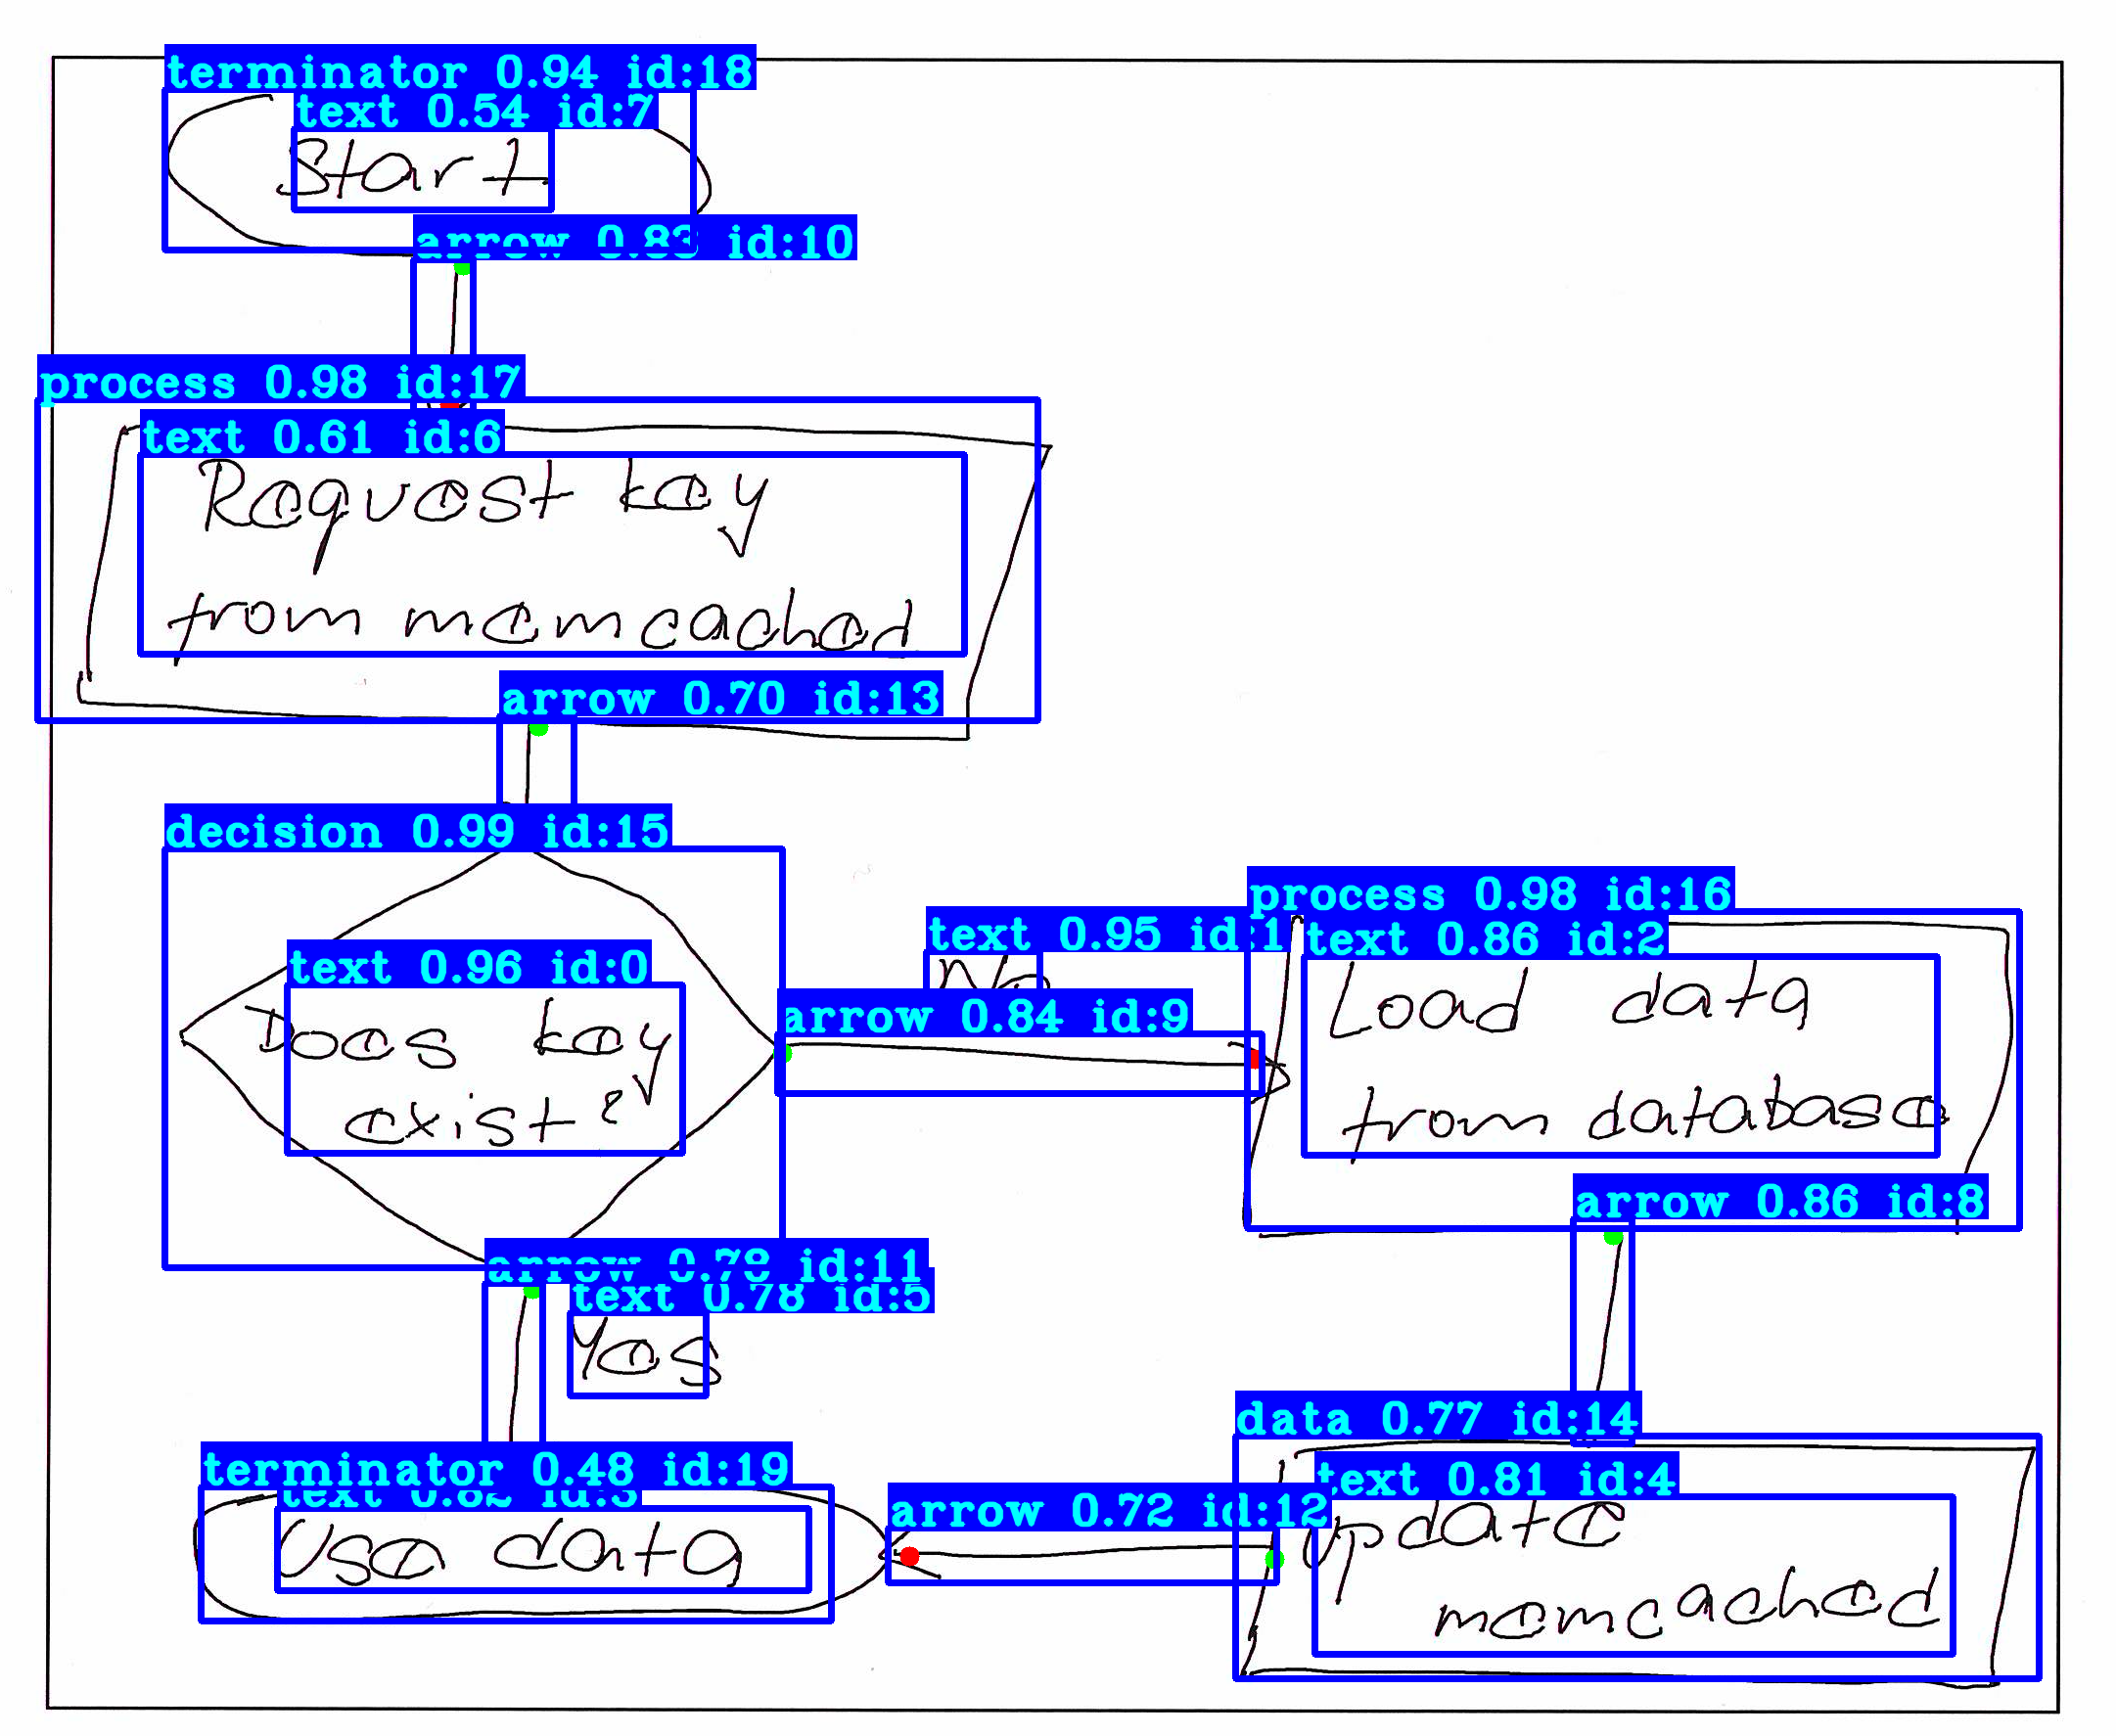 terminator 0.94 id:18
text 0.54 id:7
Start
arrow 0.83 id:10
process 0.98 id:17
text 0.61 id:6
Request key
from memcached
arrow 0.70 id:13
decision 0.99 id:15
text 0.96 id:0
Does key
exist?
text 0.95 id:1
No
arrow 0.84 id:9
process 0.98 id:16
text 0.86 id:2
Load data
from database
arrow 0.86 id:8
arrow 0.78 id:11
text 0.78 id:5
Yes
terminator 0.48 id:19
text 0.82 id:3
Use data
arrow 0.72 id:12
data 0.77 id:14
text 0.81 id:4
Update
memcached